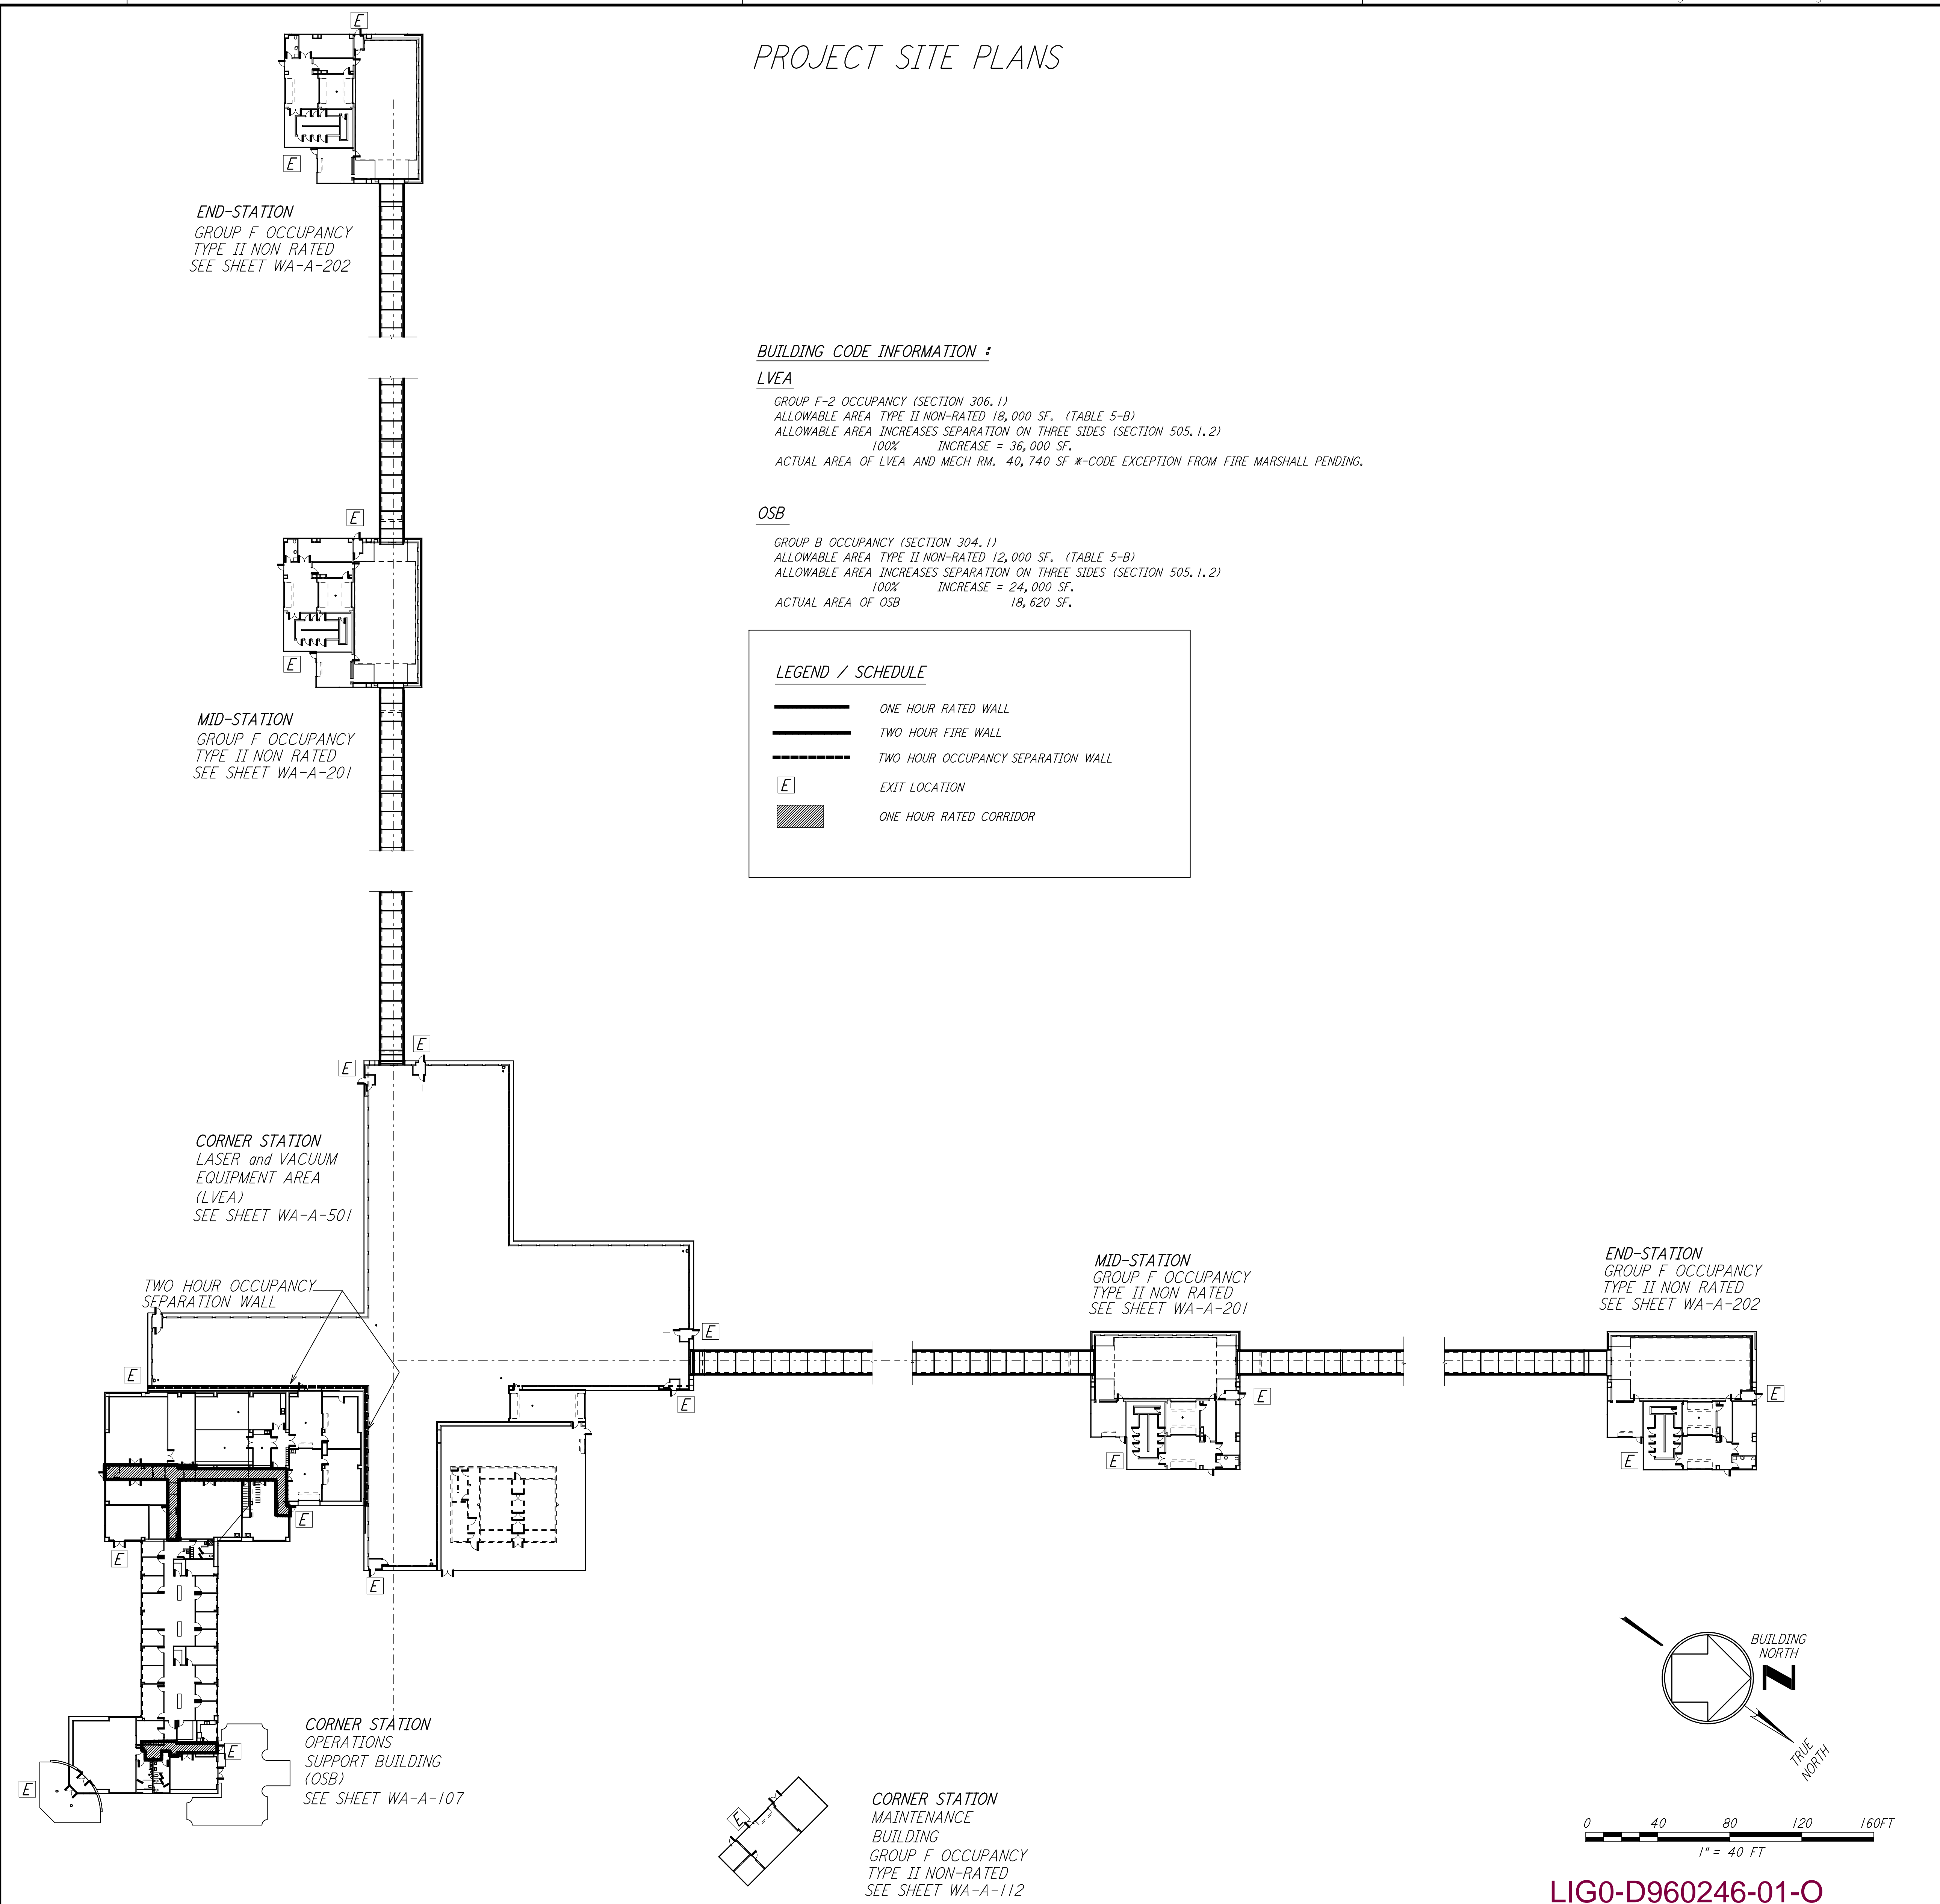 PROJECT SITE PLANS
E
E
END-STATION
GROUP F OCCUPANCY
TYPE II NON RATED
SEE SHEET WA-A-202
BUILDING CODE INFORMATION :
LVEA
GROUP F-2 OCCUPANCY (SECTION 306.1)
ALLOWABLE AREA TYPE II NON-RATED 18,000 SF. (TABLE 5-B)
ALLOWABLE AREA INCREASES SEPARATION ON THREE SIDES (SECTION 505.1.2)
100% INCREASE = 36,000 SF.
ACTUAL AREA OF LVEA AND MECH RM. 40,740 SF *-CODE EXCEPTION FROM FIRE MARSHALL PENDING.
OSB
GROUP B OCCUPANCY (SECTION 304.1)
ALLOWABLE AREA TYPE II NON-RATED 12,000 SF. (TABLE 5-B)
ALLOWABLE AREA INCREASES SEPARATION ON THREE SIDES (SECTION 505.1.2)
100% INCREASE = 24,000 SF.
ACTUAL AREA OF OSB 18,620 SF.
E
E
MID-STATION
GROUP F OCCUPANCY
TYPE II NON RATED
SEE SHEET WA-A-201
LEGEND / SCHEDULE
ONE HOUR RATED WALL
TWO HOUR FIRE WALL
TWO HOUR OCCUPANCY SEPARATION WALL
E EXIT LOCATION
ONE HOUR RATED CORRIDOR
E
E
CORNER STATION
LASER and VACUUM
EQUIPMENT AREA
(LVEA)
SEE SHEET WA-A-501
TWO HOUR OCCUPANCY
SEPARATION WALL
E
E
E
E
E
E
MID-STATION
GROUP F OCCUPANCY
TYPE II NON RATED
SEE SHEET WA-A-201
E
E
END-STATION
GROUP F OCCUPANCY
TYPE II NON RATED
SEE SHEET WA-A-202
E
E
CORNER STATION
OPERATIONS
SUPPORT BUILDING
(OSB)
SEE SHEET WA-A-107
E
E
E
CORNER STATION
MAINTENANCE
BUILDING
GROUP F OCCUPANCY
TYPE II NON-RATED
SEE SHEET WA-A-112
BUILDING
NORTH
N
TRUE
NORTH
0 40 80 120 160FT
1" = 40 FT
LIG0-D960246-01-O